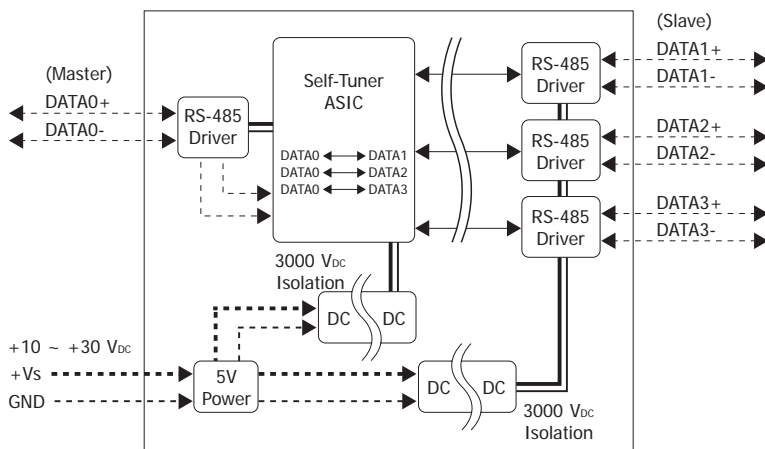 (Master)
DATA0+
DATA0-
RS-485
Driver
Self-Tuner
ASIC
DATA0 DATA1
DATA0 DATA2
DATA0 DATA3
RS-485
Driver
RS-485
Driver
RS-485
Driver
(Slave)
DATA1+
DATA1-
DATA2+
DATA2-
DATA3+
DATA3-
3000 VDC
Isolation
DC DC
+10 ~ +30 VDC
+Vs
GND
5V
Power
DC DC
3000 VDC
Isolation